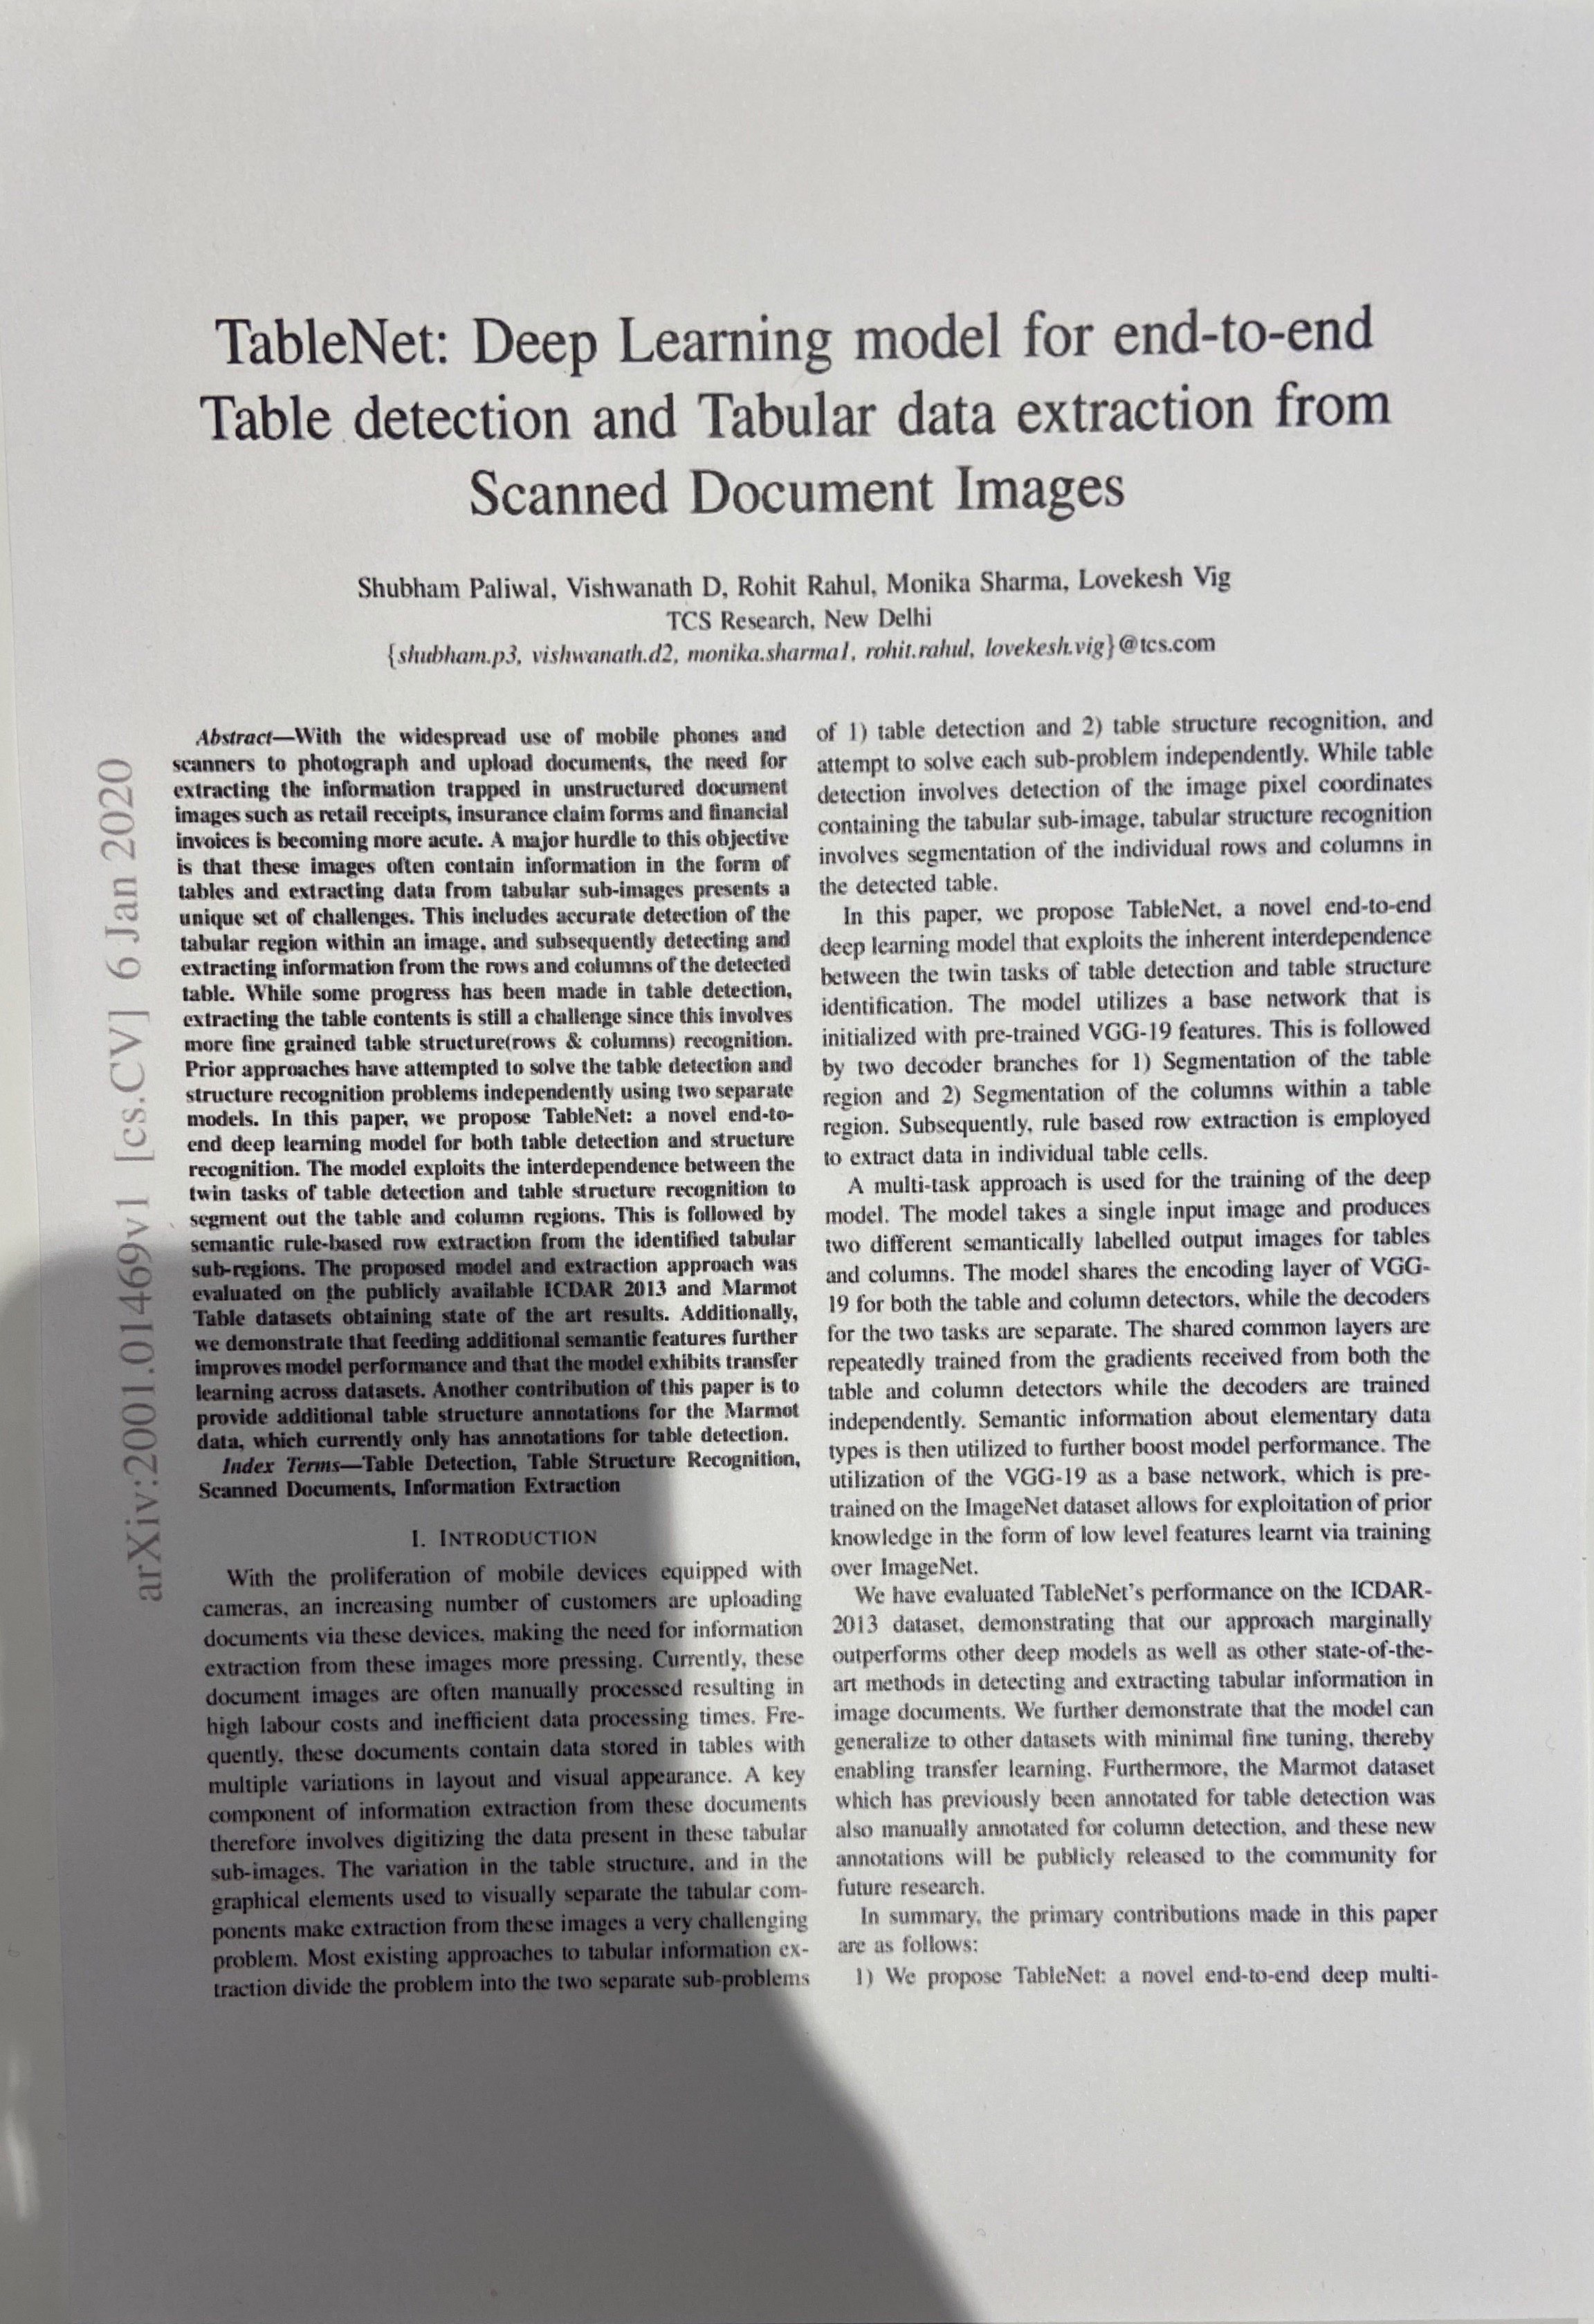 TableNet: Deep Learning model for end-to-end
Table detection and Tabular data extraction from
Scanned Document Images
Shubham Paliwal, Vishwanath D, Rohit Rahul, Monika Sharma, Lovekesh Vig
TCS Research, New Delhi
{shubham.p3, vishwanath.d2, monika.sharma1, rohit.rahul, lovekesh.vig}@tcs.com
arXiv:2001.01469v1 [cs.CV] 6 Jan 2020
Abstract—With the widespread use of mobile phones and
scanners to photograph and upload documents, the need for
extracting the information trapped in unstructured document
images such as retail receipts, insurance claim forms and financial
invoices is becoming more acute. A major hurdle to this objective
is that these images often contain information in the form of
tables and extracting data from tabular sub-images presents a
unique set of challenges. This includes accurate detection of the
tabular region within an image, and subsequently detecting and
extracting information from the rows and columns of the detected
table. While some progress has been made in table detection,
extracting the table contents is still a challenge since this involves
more fine grained table structure(rows & columns) recognition.
Prior approaches have attempted to solve the table detection and
structure recognition problems independently using two separate
models. In this paper, we propose TableNet: a novel end-to-
end deep learning model for both table detection and structure
recognition. The model exploits the interdependence between the
twin tasks of table detection and table structure recognition to
segment out the table and column regions. This is followed by
semantic rule-based row extraction from the identified tabular
sub-regions. The proposed model and extraction approach was
evaluated on the publicly available ICDAR 2013 and Marmot
Table datasets obtaining state of the art results. Additionally,
we demonstrate that feeding additional semantic features further
improves model performance and that the model exhibits transfer
learning across datasets. Another contribution of this paper is to
provide additional table structure annotations for the Marmot
data, which currently only has annotations for table detection.
Index Terms—Table Detection, Table Structure Recognition,
Scanned Documents, Information Extraction
I. INTRODUCTION
With the proliferation of mobile devices equipped with
cameras, an increasing number of customers are uploading
documents via these devices, making the need for information
extraction from these images more pressing. Currently, these
document images are often manually processed resulting in
high labour costs and inefficient data processing times. Fre-
quently, these documents contain data stored in tables with
multiple variations in layout and visual appearance. A key
component of information extraction from these documents
therefore involves digitizing the data present in these tabular
sub-images. The variation in the table structure, and in the
graphical elements used to visually separate the tabular com-
ponents make extraction from these images a very challenging
problem. Most existing approaches to tabular information ex-
traction divide the problem into the two separate sub-problems
of 1) table detection and 2) table structure recognition, and
attempt to solve each sub-problem independently. While table
detection involves detection of the image pixel coordinates
containing the tabular sub-image, tabular structure recognition
involves segmentation of the individual rows and columns in
the detected table.
In this paper, we propose TableNet, a novel end-to-end
deep learning model that exploits the inherent interdependence
between the twin tasks of table detection and table structure
identification. The model utilizes a base network that is
initialized with pre-trained VGG-19 features. This is followed
by two decoder branches for 1) Segmentation of the table
region and 2) Segmentation of the columns within a table
region. Subsequently, rule based row extraction is employed
to extract data in individual table cells.
A multi-task approach is used for the training of the deep
model. The model takes a single input image and produces
two different semantically labelled output images for tables
and columns. The model shares the encoding layer of VGG-
19 for both the table and column detectors, while the decoders
for the two tasks are separate. The shared common layers are
repeatedly trained from the gradients received from both the
table and column detectors while the decoders are trained
independently. Semantic information about elementary data
types is then utilized to further boost model performance. The
utilization of the VGG-19 as a base network, which is pre-
trained on the ImageNet dataset allows for exploitation of prior
knowledge in the form of low level features learnt via training
over ImageNet.
We have evaluated TableNet's performance on the ICDAR-
2013 dataset, demonstrating that our approach marginally
outperforms other deep models as well as other state-of-the-
art methods in detecting and extracting tabular information in
image documents. We further demonstrate that the model can
generalize to other datasets with minimal fine tuning, thereby
enabling transfer learning. Furthermore, the Marmot dataset
which has previously been annotated for table detection was
also manually annotated for column detection, and these new
annotations will be publicly released to the community for
future research.
In summary, the primary contributions made in this paper
are as follows:
1) We propose TableNet: a novel end-to-end deep multi-